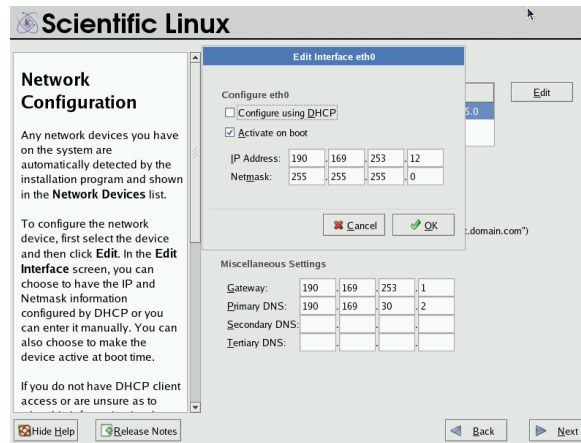 Scientific Linux
Network
Configuration
Any network devices you have
on the system are
automatically detected by the
installation program and shown
in the Network Devices list.
To configure the network
device, first select the device
and then click Edit. In the Edit
Interface screen, you can
choose to have the IP and
Netmask information
configured by DHCP or you
can enter it manually. You can
also choose to make the
device active at boot time.
If you do not have DHCP client
access or are unsure as to
Edit Interface eth0
Configure eth0
Configure using DHCP
Activate on boot
IP Address: 190 . 169 . 253 . 12
Netmask: 255 . 255 . 255 . 0
Cancel OK
Edit
5.0
.domain.com")
Miscellaneous Settings
Gateway: 190 . 169 . 253 . 1
Primary DNS: 190 . 169 . 30 . 2
Secondary DNS: . . .
Tertiary DNS: . . .
Hide Help Release Notes Back Next